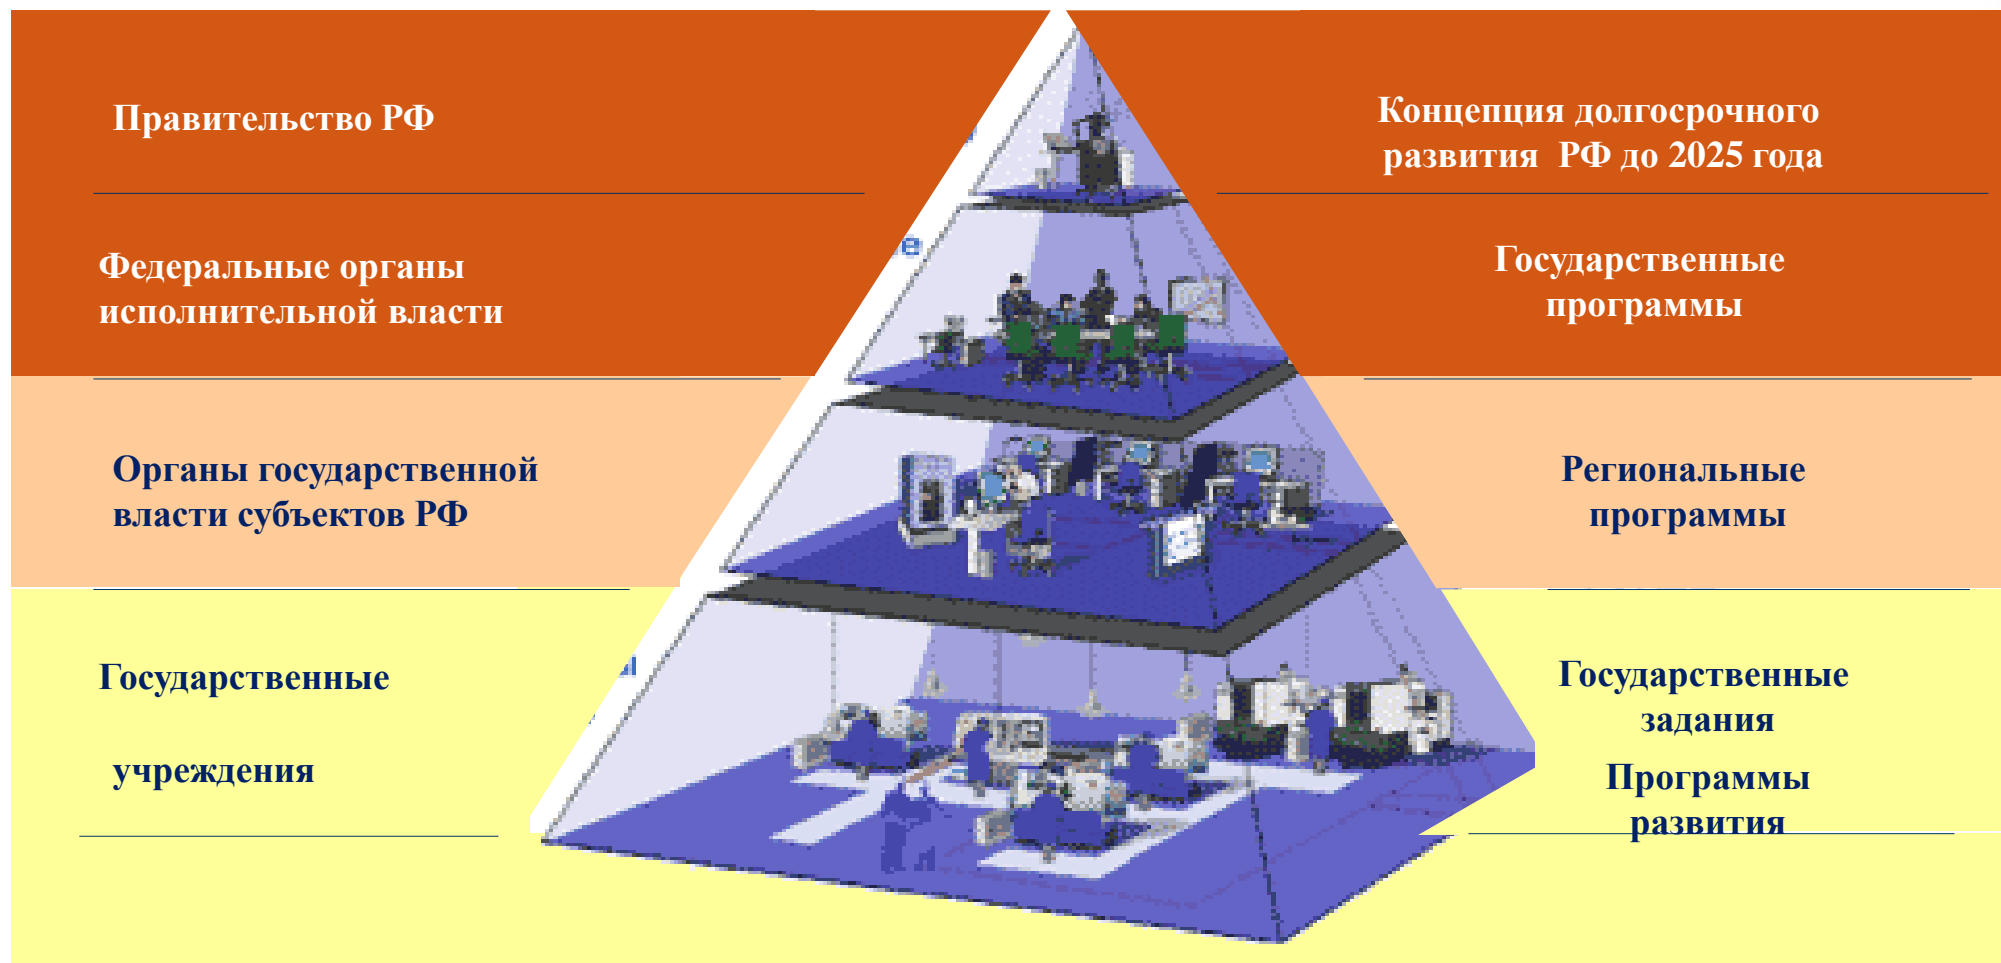 Правительство РФ
Концепция долгосрочного
развития РФ до 2025 года
Федеральные органы
исполнительной власти
Государственные
программы
Органы государственной
власти субъектов РФ
Региональные
программы
Государственные
учреждения
Государственные
задания
Программы
развития